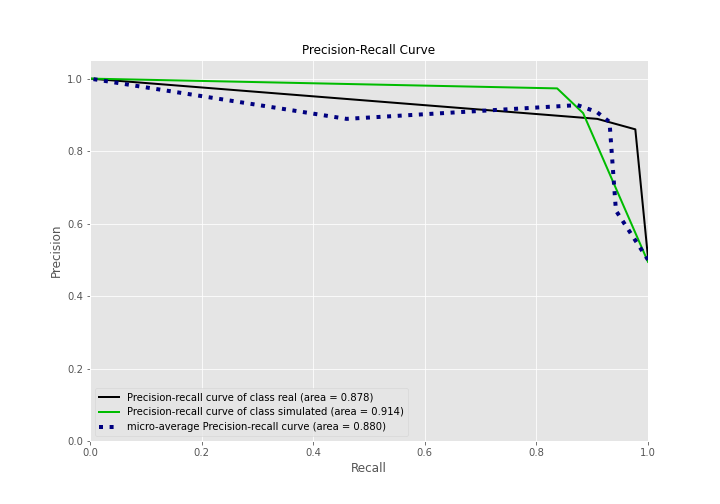 Precision-Recall Curve
1.0
0.8
0.6
0.4
0.2
0.0
Precision
Precision-recall curve of class real (area = 0.878)
Precision-recall curve of class simulated (area = 0.914)
micro-average Precision-recall curve (area = 0.880)
0.0 0.2 0.4 0.6 0.8 1.0
Recall